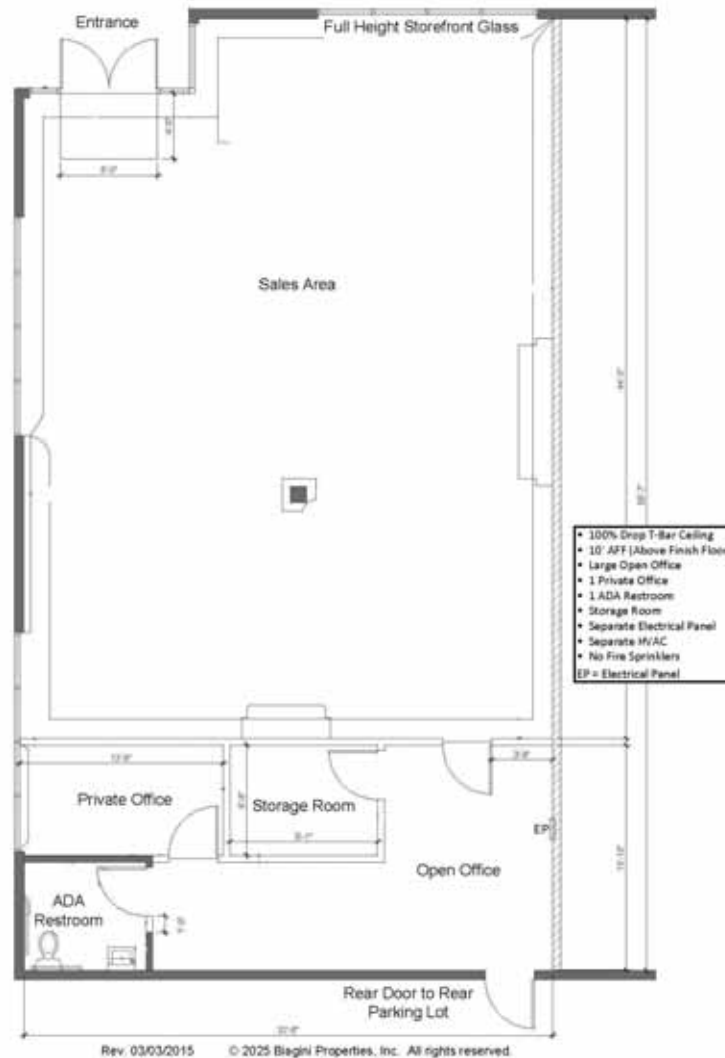 Entrance
Full Height Storefront Glass
Sales Area
• 100% Drop T-Bar Ceiling
• 10' AFF (Above Finish Floor
• Large Open Office
• 1 Private Office
• 1 ADA Restroom
• Storage Room
• Separate Electrical Panel
• Separate HVAC
• No Fire Sprinklers
EP = Electrical Panel
Private Office
Storage Room
EP
Open Office
ADA
Restroom
Rear Door to Rear
Parking Lot
Rev. 03/03/2015 © 2025 Biagini Properties, Inc. All rights reserved.